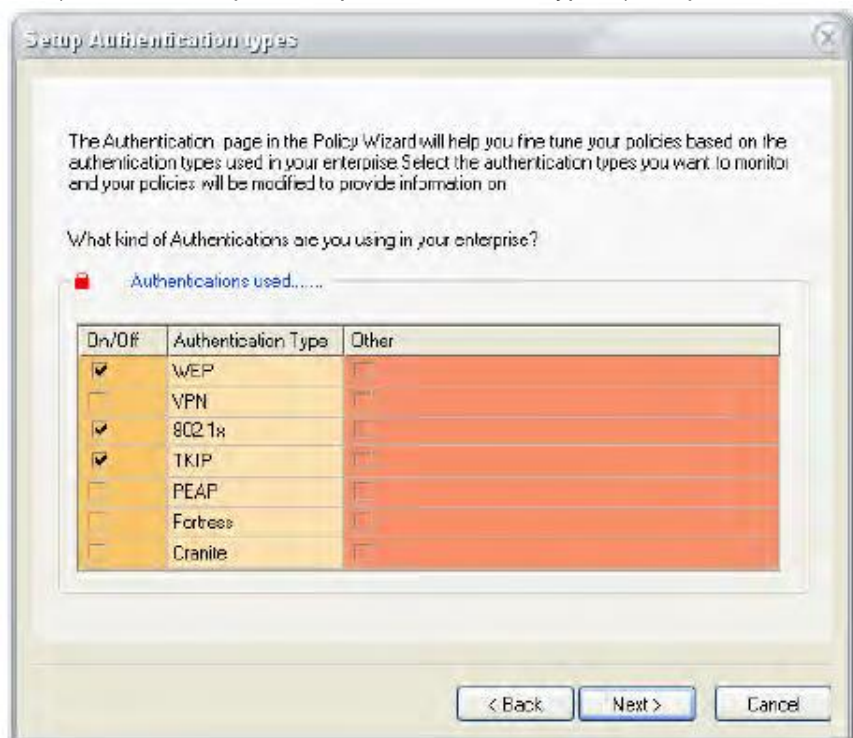 Setup Authentication types
The Authentication page in the Policy Wizard will help you fine tune your policies based on the
authentication types used in your enterprise.Select the authentication types you want to monitor
and your policies will be modified to provide information on
What kind of Authentications are you using in your enterprise?
Authentications used.......
On/Off Authentication Type Other
WEP
VPN
802.1x
TKIP
PEAP
Fortress
Cranite
< Back Next > Cancel